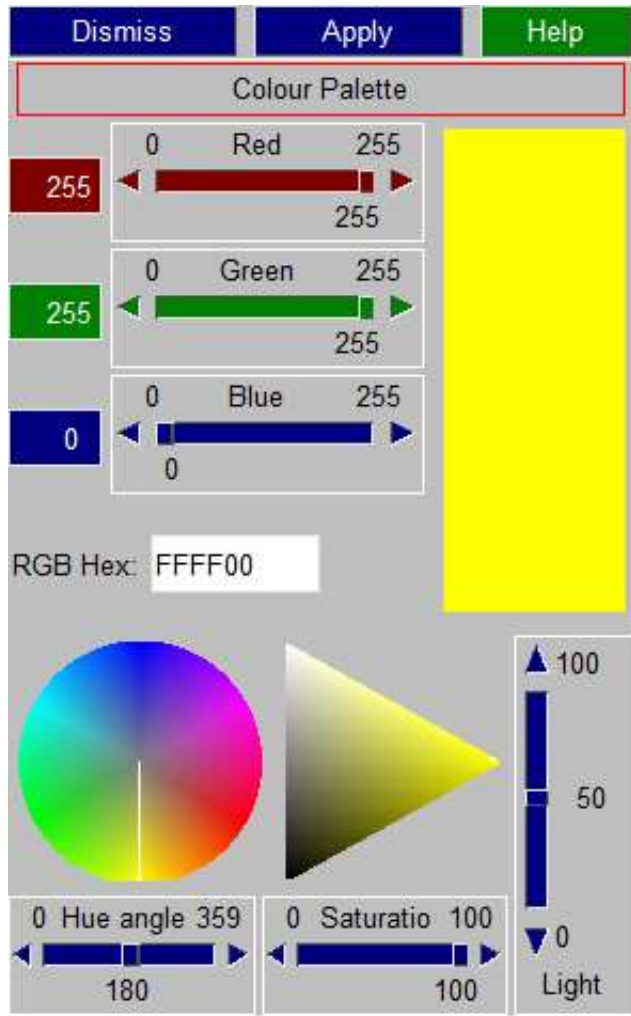 Dismiss Apply Help
Colour Palette
0 Red 255
255
255
0 Green 255
255
255
0 Blue 255
0
0
RGB Hex: FFFF00
100
50
0
Light
0 Hue angle 359
180
0 Saturatio 100
100